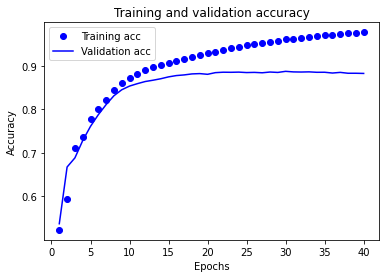 Training and validation accuracy
Training acc
Validation acc
0.9
0.8
0.7
0.6
Accuracy
0 5 10 15 20 25 30 35 40
Epochs